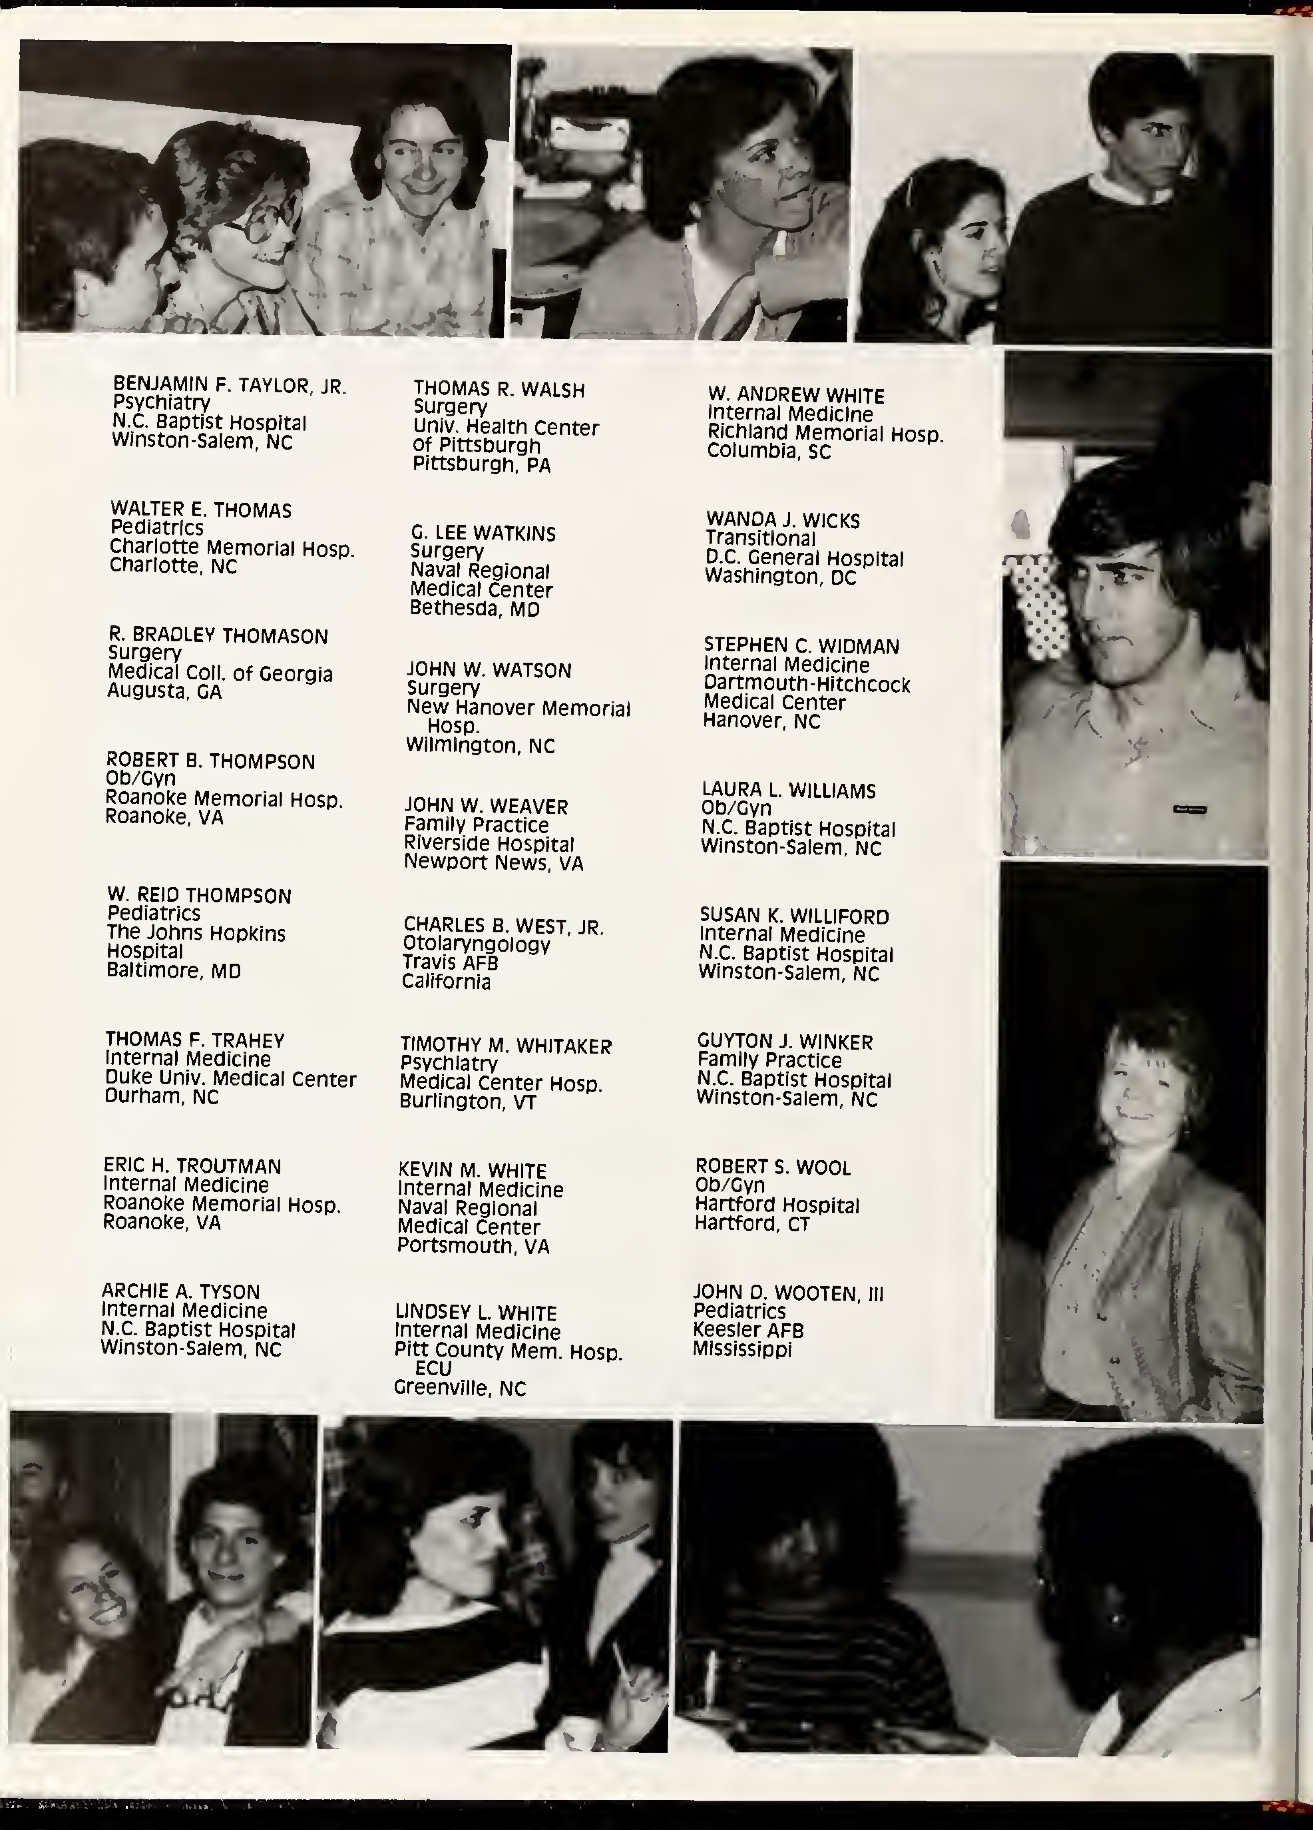 BENJAMIN F. TAYLOR, JR.
Psychiatry
N.C. Baptist Hospital
Winston-Salem, NC
WALTER E. THOMAS
Pediatrics
Charlotte Memorial Hosp.
Charlotte, NC
R. BRADLEY THOMASON
Surgery
Medical Coll. of Georgia
Augusta, GA
ROBERT B. THOMPSON
Ob/Gyn
Roanoke Memorial Hosp.
Roanoke, VA
W. REID THOMPSON
Pediatrics
The Johns Hopkins
Hospital
Baltimore, MD
THOMAS F. TRAHEY
Internal Medicine
Duke Univ. Medical Center
Durham, NC
ERIC H. TROUTMAN
Internal Medicine
Roanoke Memorial Hosp.
Roanoke, VA
ARCHIE A. TYSON
Internal Medicine
N.C. Baptist Hospital
Winston-Salem, NC
THOMAS R. WALSH
Surgery
Univ. Health Center
of Pittsburgh
Pittsburgh, PA
G. LEE WATKINS
Surgery
Naval Regional
Medical Center
Bethesda, MD
JOHN W. WATSON
Surgery
New Hanover Memorial
Hosp.
Wilmington, NC
JOHN W. WEAVER
Family Practice
Riverside Hospital
Newport News, VA
CHARLES B. WEST, JR.
Otolaryngology
Travis AFB
California
TIMOTHY M. WHITAKER
Psychiatry
Medical Center Hosp.
Burlington, VT
KEVIN M. WHITE
Internal Medicine
Naval Regional
Medical Center
Portsmouth, VA
LINDSEY L. WHITE
Internal Medicine
Pitt County Mem. Hosp.
ECU
Greenville, NC
W. ANDREW WHITE
Internal Medicine
Richland Memorial Hosp.
Columbia, SC
WANDA J. WICKS
Transitional
D.C. General Hospital
Washington, DC
STEPHEN C. WIDMAN
Internal Medicine
Dartmouth-Hitchcock
Medical Center
Hanover, NC
LAURA L. WILLIAMS
Ob/Gyn
N.C. Baptist Hospital
Winston-Salem, NC
SUSAN K. WILLIFORD
Internal Medicine
N.C. Baptist Hospital
Winston-Salem, NC
GUYTON J. WINKER
Family Practice
N.C. Baptist Hospital
Winston-Salem, NC
ROBERT S. WOOL
Ob/Gyn
Hartford Hospital
Hartford, CT
JOHN D. WOOTEN, III
Pediatrics
Keesler AFB
Mississippi